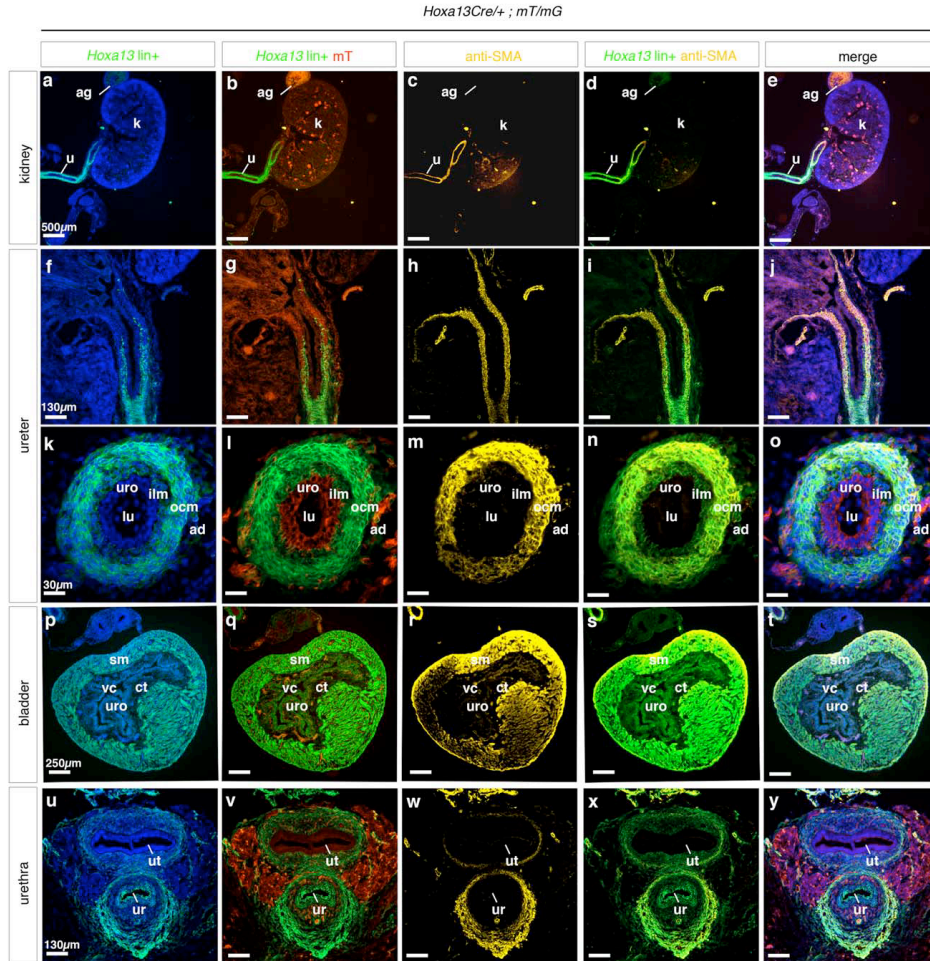 Hoxa13Cre/+ ; mT/mG
Hoxa13 lin+ Hoxa13 lin+ mT anti-SMA Hoxa13 lin+ anti-SMA merge
kidney
a ag k u 500µm
b ag k u
c ag k u
d ag k u
e
ureter
f 130µm
g
h
i
j
k uro ilm lu ocm ad 30µm
l uro ilm lu ocm ad
m uro ilm lu ocm ad
n uro ilm lu ocm ad
o uro ilm lu ocm ad
bladder
p sm vc ct uro 250µm
q sm vc ct uro
r sm vc ct uro
s sm vc ct uro
t sm vc ct uro
urethra
u ut ur 130µm
v ut ur
w ut ur
x ut ur
y ut ur